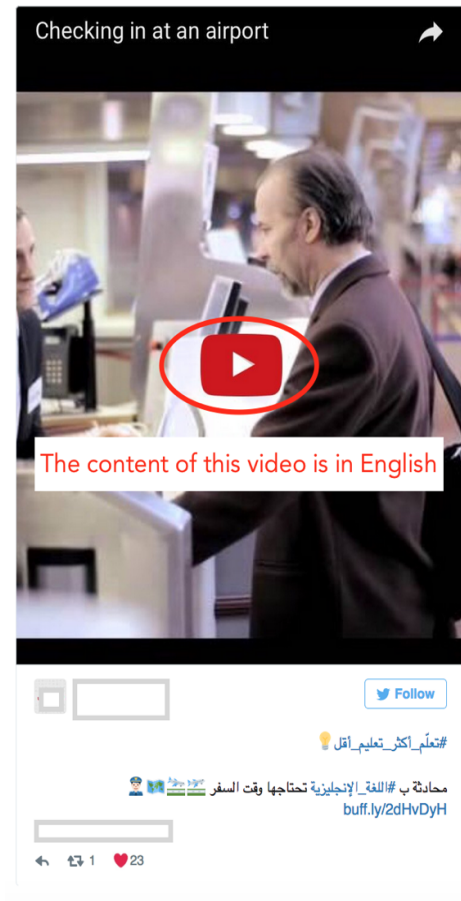 Checking in at an airport
The content of this video is in English
Follow
#تعلّم_أكثر_تعليم_أقل
محادثة ب #اللغة_الإنجليزية تحتاجها وقت السفر
buff.ly/2dHvDyH
1 23